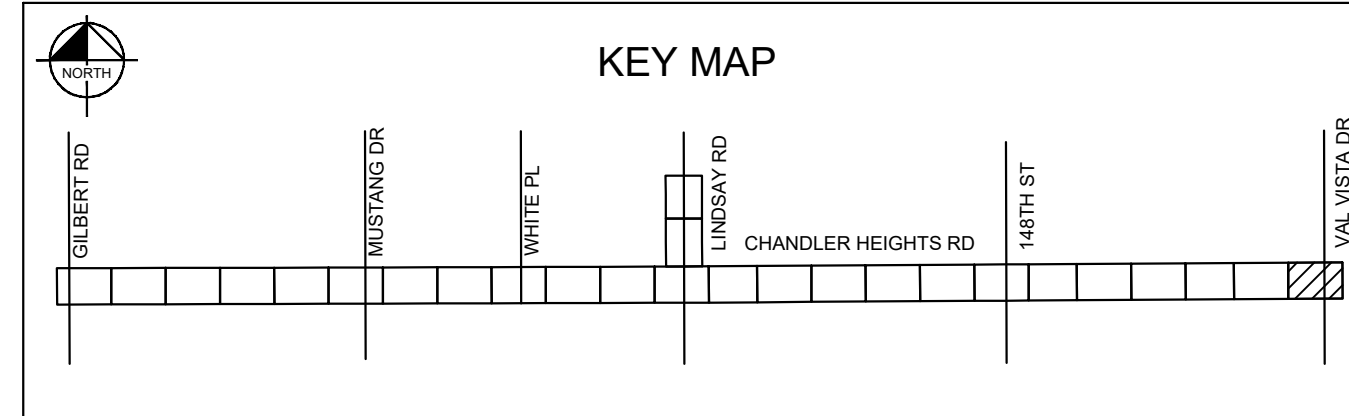 KEY MAP
NORTH
GILBERT RD
MUSTANG DR
WHITE PL
LINDSAY RD
CHANDLER HEIGHTS RD
148TH ST
VAL VISTA DR